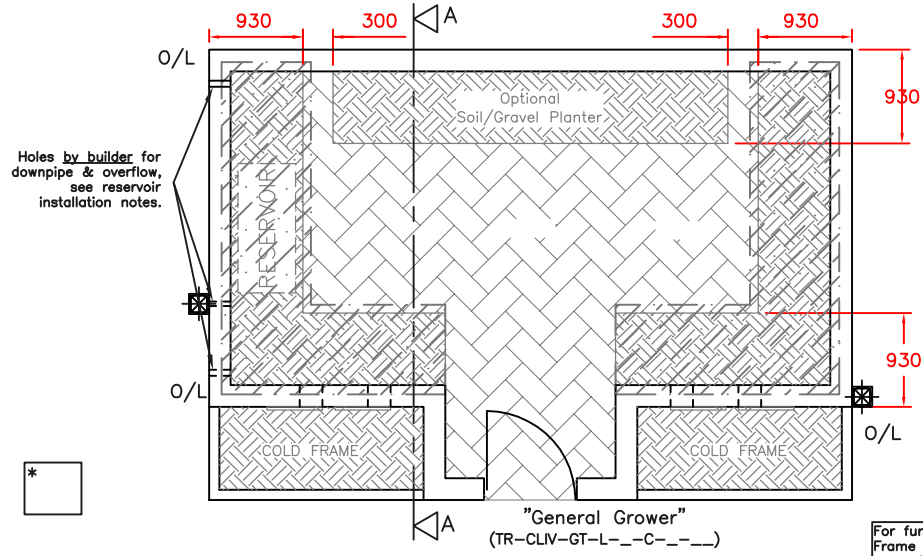 A
930
300
300
930
O/L
930
Optional
Soil/Gravel Planter
Holes by builder for
downpipe & overflow,
see reservoir
installation notes.
RESERVOIR
930
O/L
O/L
COLD FRAME
COLD FRAME
*
A
"General Grower"
(TR-CLIV-GT-L-_-C-_-__)
For fur
Frame